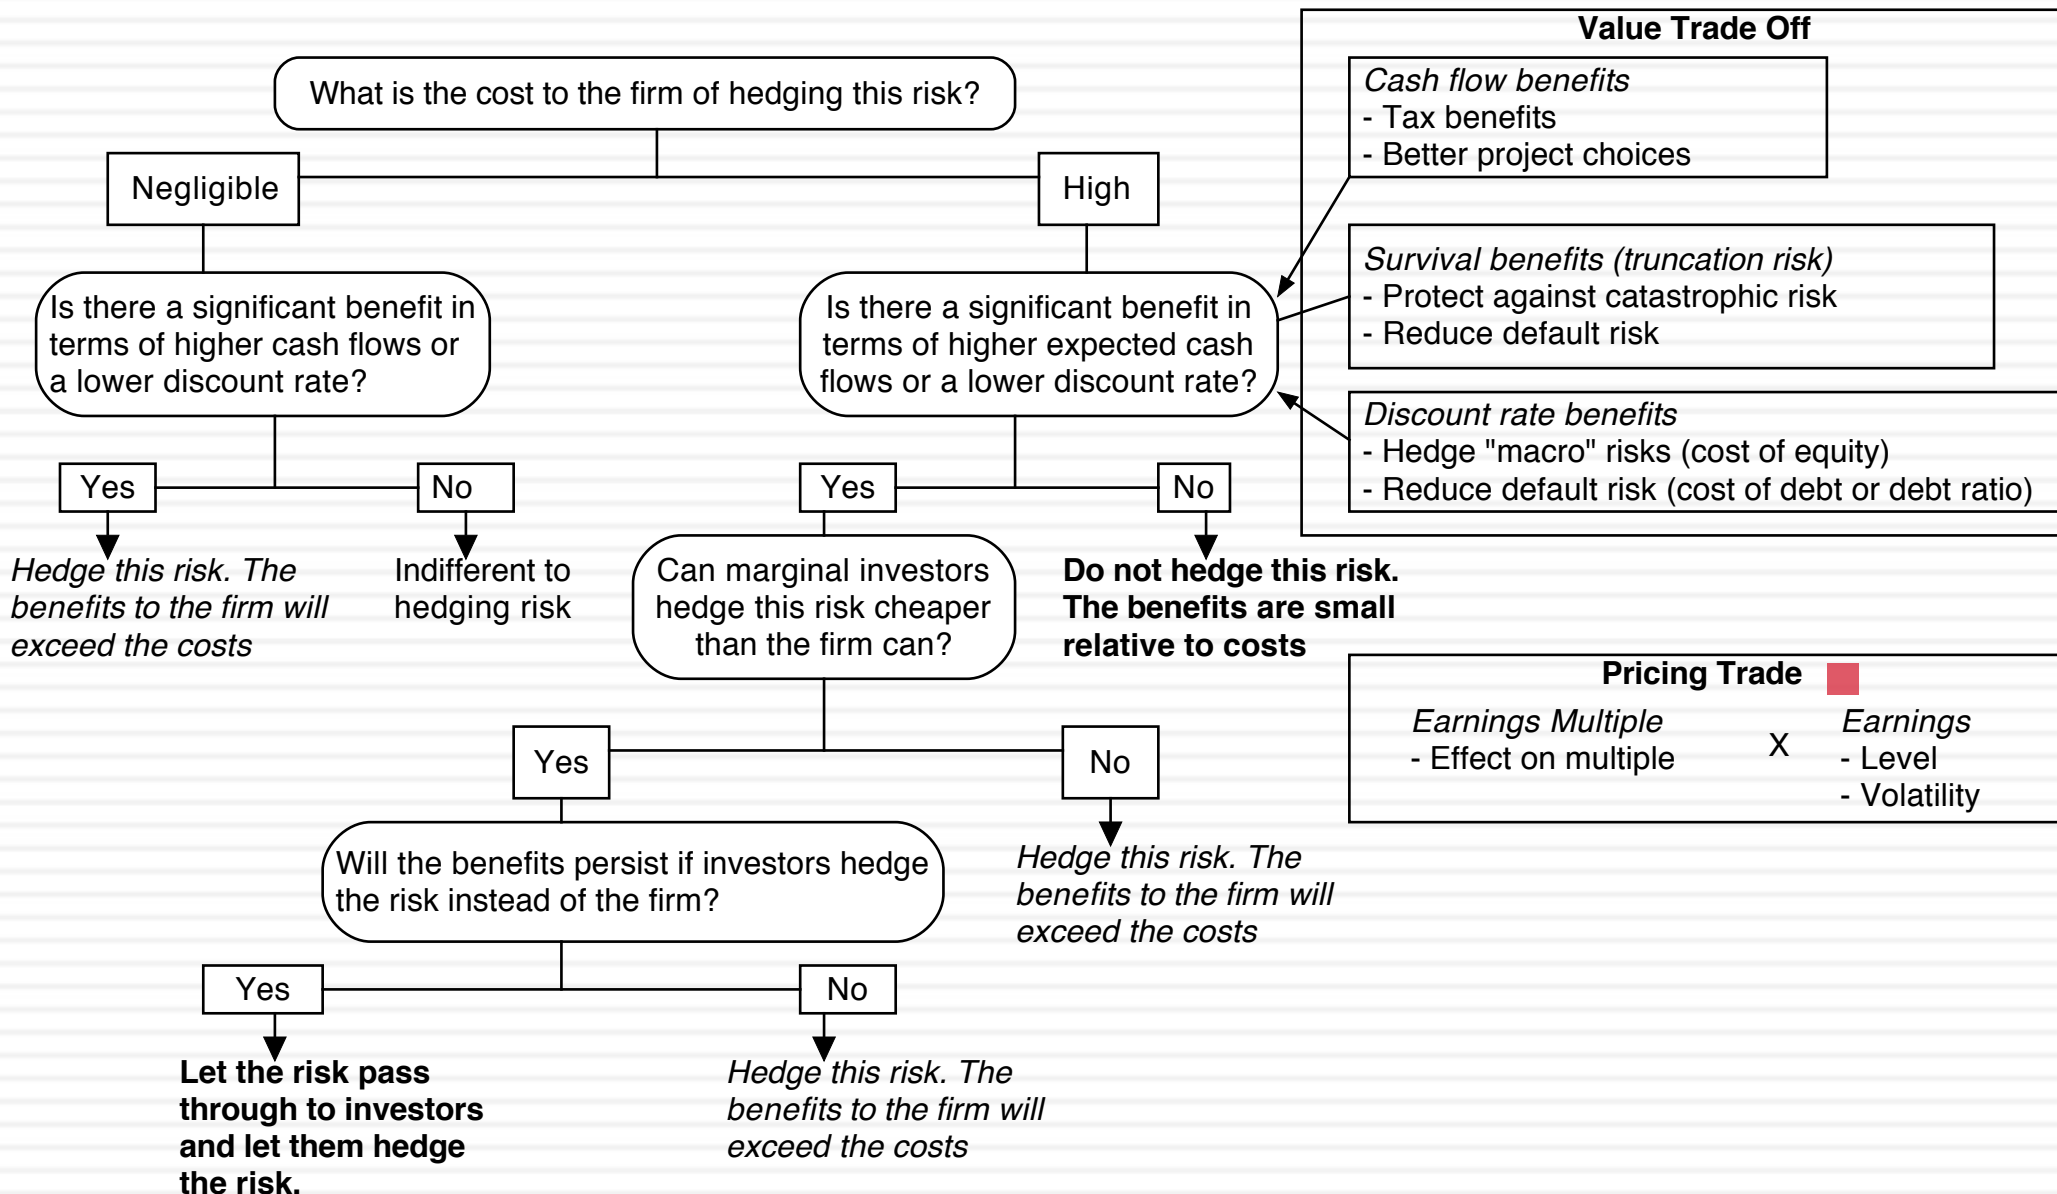 What is the cost to the firm of hedging this risk?
Negligible
High
Is there a significant benefit in
terms of higher cash flows or
a lower discount rate?
Is there a significant benefit in
terms of higher expected cash
flows or a lower discount rate?
Yes
No
Yes
No
Hedge this risk. The
benefits to the firm will
exceed the costs
Indifferent to
hedging risk
Can marginal investors
hedge this risk cheaper
than the firm can?
Do not hedge this risk.
The benefits are small
relative to costs
Yes
No
Will the benefits persist if investors hedge
the risk instead of the firm?
Hedge this risk. The
benefits to the firm will
exceed the costs
Yes
No
Let the risk pass
through to investors
and let them hedge
the risk.
Hedge this risk. The
benefits to the firm will
exceed the costs
Value Trade Off
Cash flow benefits
- Tax benefits
- Better project choices
Survival benefits (truncation risk)
- Protect against catastrophic risk
- Reduce default risk
Discount rate benefits
- Hedge "macro" risks (cost of equity)
- Reduce default risk (cost of debt or debt ratio)
Pricing Trade
Earnings Multiple
- Effect on multiple
X
Earnings
- Level
- Volatility